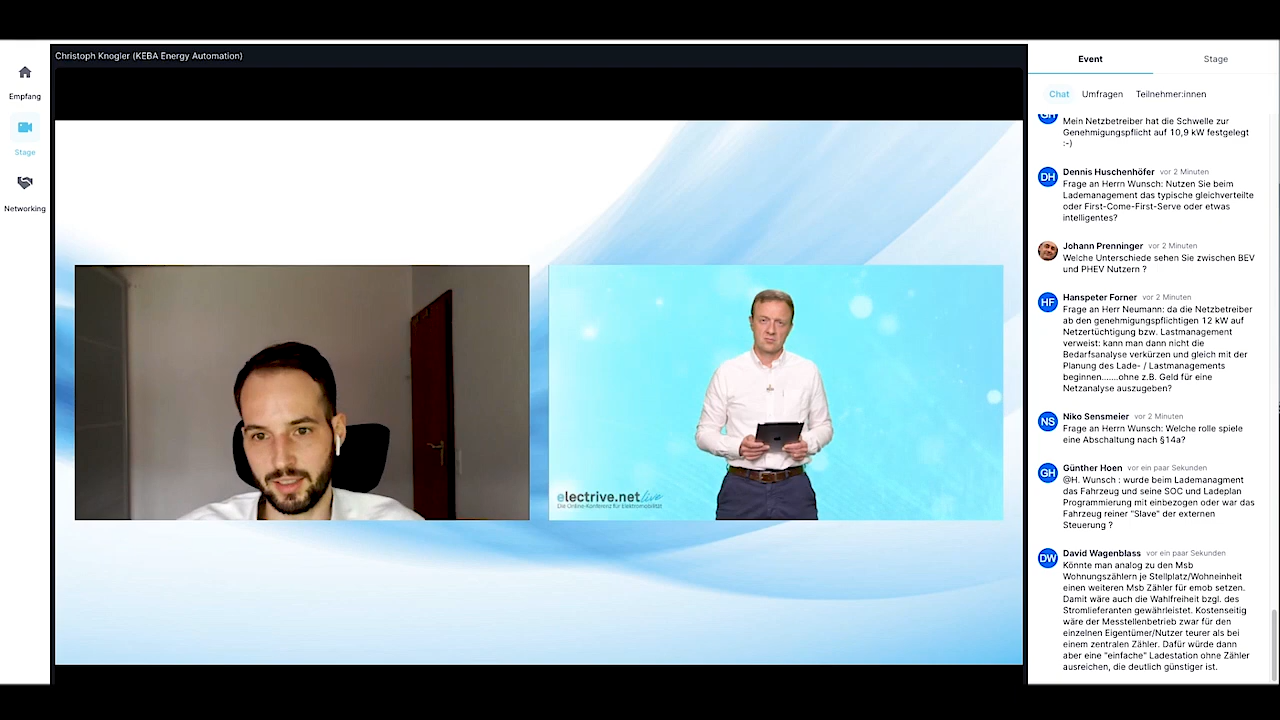 Christoph Knogler (KEBA Energy Automation)
Empfang
Stage
Networking
electrive.net live
Die Online-Konferenz für Elektromobilität
Event
Stage
Chat
Umfragen
Teilnehmer:innen
GH
Mein Netzbetreiber hat die Schwelle zur
Genehmigungspflicht auf 10,9 kW festgelegt
:-)
DH
Dennis Huschenhöfer vor 2 Minuten
Frage an Herrn Wunsch: Nutzen Sie beim
Lademanagement das typische gleichverteilte
oder First-Come-First-Serve oder etwas
intelligentes?
Johann Prenninger vor 2 Minuten
Welche Unterschiede sehen Sie zwischen BEV
und PHEV Nutzern ?
HF
Hanspeter Forner vor 2 Minuten
Frage an Herr Neumann: da die Netzbetreiber
ab den genehmigungspflichtigen 12 kW auf
Netzertüchtigung bzw. Lastmanagement
verweist: kann man dann nicht die
Bedarfsanalyse verkürzen und gleich mit der
Planung des Lade- / Lastmanagements
beginnen.......ohne z.B. Geld für eine
Netzanalyse auszugeben?
NS
Niko Sensmeier vor 2 Minuten
Frage an Herrn Wunsch: Welche rolle spiele
eine Abschaltung nach §14a?
GH
Günther Hoen vor ein paar Sekunden
@H. Wunsch : wurde beim Lademanagment
das Fahrzeug und seine SOC und Ladeplan
Programmierung mit einbezogen oder war das
Fahrzeug reiner "Slave" der externen
Steuerung ?
DW
David Wagenblass vor ein paar Sekunden
Könnte man analog zu den Msb
Wohnungszählern je Stellplatz/Wohneinheit
einen weiteren Msb Zähler für emob setzen.
Damit wäre auch die Wahlfreiheit bzgl. des
Stromlieferanten gewährleistet. Kostenseitig
wäre der Messtellenbetrieb zwar für den
einzelnen Eigentümer/Nutzer teurer als bei
einem zentralen Zähler. Dafür würde dann
aber eine "einfache" Ladestation ohne Zähler
ausreichen, die deutlich günstiger ist.